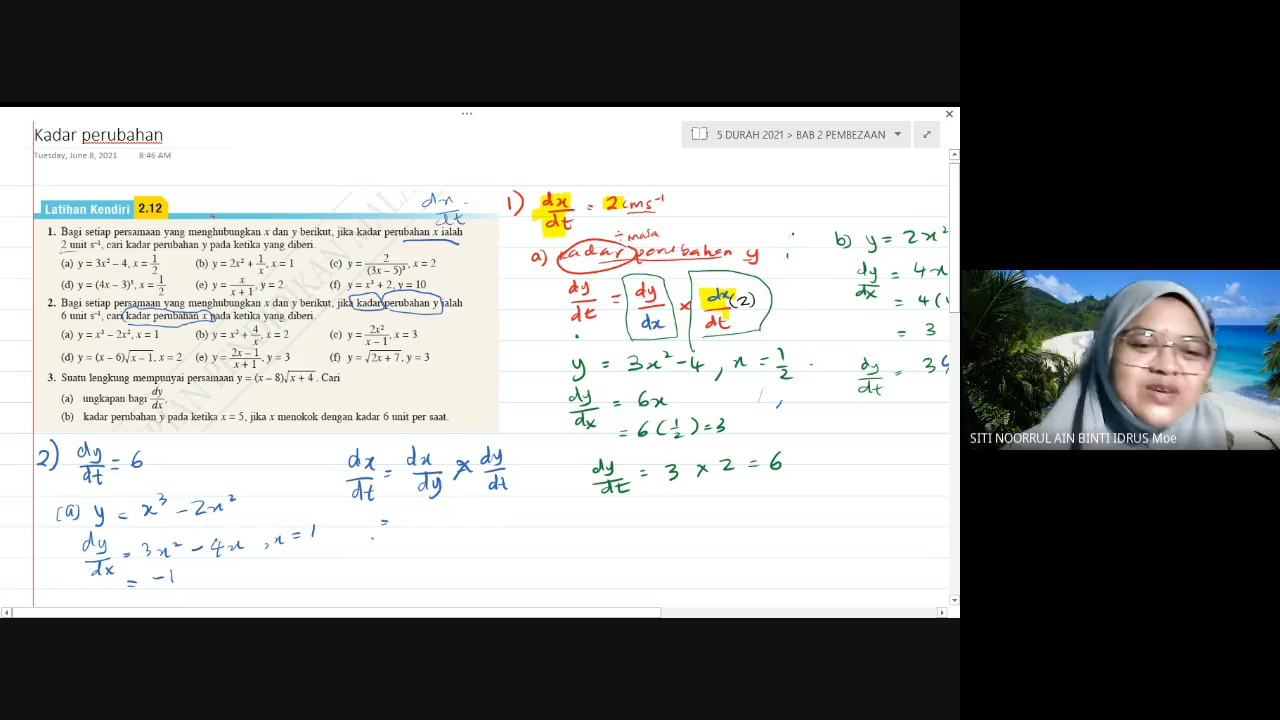 Kadar perubahan
Tuesday, June 8, 2021 8:46 AM
5 DURAH 2021 > BAB 2 PEMBEZAAN
Latihan Kendiri 2.12
dx/dt =
1. Bagi setiap persamaan yang menghubungkan x dan y berikut, jika kadar perubahan x ialah
2 unit s⁻¹, cari kadar perubahan y pada ketika yang diberi.
(a) y = 3x² – 4, x = 1/2 (b) y = 2x² + 1/x, x = 1 (c) y = 2/(3x – 5)³, x = 2
(d) y = (4x – 3)⁵, x = 1/2 (e) y = x/(x + 1), y = 2 (f) y = x³ + 2, y = 10
2. Bagi setiap persamaan yang menghubungkan x dan y berikut, jika kadar perubahan y ialah
6 unit s⁻¹, cari kadar perubahan x pada ketika yang diberi.
(a) y = x³ – 2x², x = 1 (b) y = x² + 4/x, x = 2 (c) y = 2x²/(x – 1), x = 3
(d) y = (x – 6)√(x – 1), x = 2 (e) y = (2x – 1)/(x + 1), y = 3 (f) y = √(2x + 7), y = 3
3. Suatu lengkung mempunyai persamaan y = (x – 8)√(x + 4). Cari
(a) ungkapan bagi dy/dx,
(b) kadar perubahan y pada ketika x = 5, jika x menokok dengan kadar 6 unit per saat.
2) dy/dt = 6
(a) y = x³ – 2x²
dy/dx = 3x² – 4x , x = 1
= –1
dx/dt = dx/dy × dy/dt
=
1) dx/dt = 2 cms⁻¹
÷ masa
a) kadar perubahan y
dy/dt = dy/dx × dx/dt (2)
y = 3x² – 4 , x = 1/2
dy/dx = 6x
= 6(1/2) = 3
dy/dt = 3 × 2 = 6
b) y = 2x²
dy/dx = 4x
= 4(
= 3
dy/dt = 3
SITI NOORRUL AIN BINTI IDRUS Moe